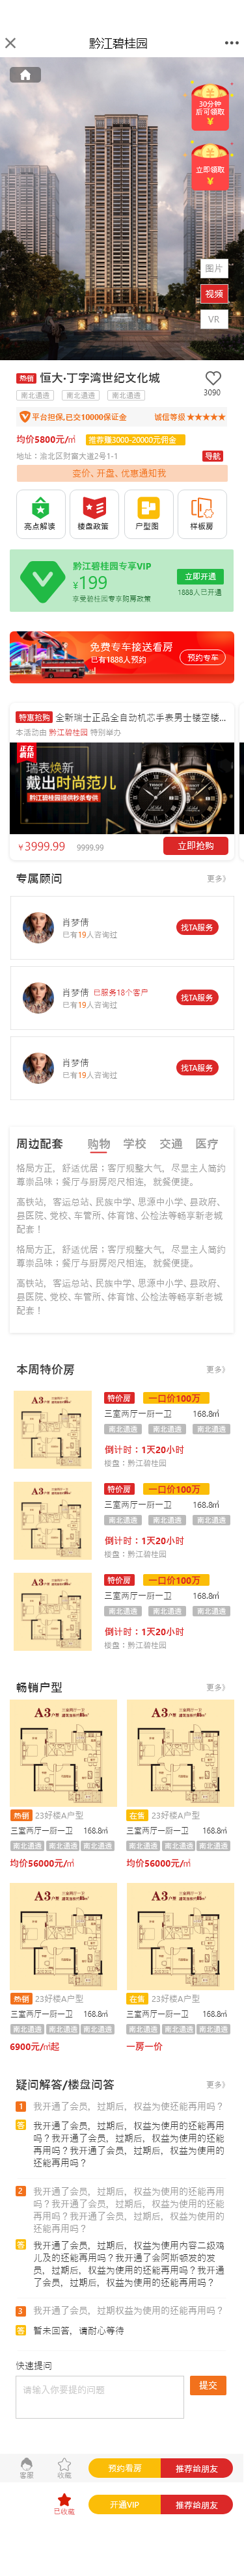 黔江碧桂园
30分钟
后可领取
¥
立即领取
¥
图片
视频
VR
热销 恒大·丁字湾世纪文化城
南北通透 南北通透 南北通透
3090
平台担保,已交10000保证金 诚信等级 ★★★★★
均价5800元/㎡ 推荐赚3000-20000元佣金
地址：渝北区财富大道2号1-1 导航
变价、开盘、优惠通知我
亮点解读 楼盘政策 户型图 样板房
黔江碧桂园专享VIP
¥199
享受碧桂园专享购房政策
立即开通
1888人已开通
免费专车接送看房
已有1888人预约
预约专车
特惠抢购 全新瑞士正品全自动机芯手表男士镂空镂...
本活动由 黔江碧桂园 特别举办
正在疯抢
瑞表焕新
戴出时尚范儿
黔江碧桂园提供秒杀专供
¥3999.99 9999.99 立即抢购
专属顾问 更多》
肖梦倩
已有19人咨询过
找TA服务
肖梦倩 已服务18个客户
已有19人咨询过
找TA服务
肖梦倩
已有19人咨询过
找TA服务
周边配套 购物 学校 交通 医疗
格局方正，舒适优居；客厅规整大气，尽显主人简约尊崇品味；餐厅与厨房咫尺相连，就餐便捷。
高铁站，客运总站、民族中学、思源中小学、县政府、县医院、党校、车管所、体育馆、公检法等畅享新老城配套！
格局方正，舒适优居；客厅规整大气，尽显主人简约尊崇品味；餐厅与厨房咫尺相连，就餐便捷。
高铁站，客运总站、民族中学、思源中小学、县政府、县医院、党校、车管所、体育馆、公检法等畅享新老城配套！
本周特价房 更多》
A3户型
特价房 一口价100万
三室两厅一厨一卫 168.8㎡
南北通透 南北通透 南北通透
倒计时：1天20小时
楼盘：黔江碧桂园
A3户型
特价房 一口价100万
三室两厅一厨一卫 168.8㎡
南北通透 南北通透 南北通透
倒计时：1天20小时
楼盘：黔江碧桂园
A3户型
特价房 一口价100万
三室两厅一厨一卫 168.8㎡
南北通透 南北通透 南北通透
倒计时：1天20小时
楼盘：黔江碧桂园
畅销户型 更多》
A3户型 A3户型
热销 23好楼A户型 在售 23好楼A户型
三室两厅一厨一卫 168.8㎡ 三室两厅一厨一卫 168.8㎡
南北通透 南北通透 南北通透 南北通透 南北通透 南北通透
均价56000元/㎡ 均价56000元/㎡
A3户型 A3户型
热销 23好楼A户型 在售 23好楼A户型
三室两厅一厨一卫 168.8㎡ 三室两厅一厨一卫 168.8㎡
南北通透 南北通透 南北通透 南北通透 南北通透 南北通透
6900元/㎡起 一房一价
疑问解答/楼盘问答 更多》
1 我开通了会员，过期后，权益为使还能再用吗？
答 我开通了会员，过期后，权益为使用的还能再用吗？我开通了会员，过期后，权益为使用的还能再用吗？我开通了会员，过期后，权益为使用的还能再用吗？
2 我开通了会员，过期后，权益为使用的还能再用吗？我开通了会员，过期后，权益为使用的还能再用吗？我开通了会员，过期后，权益为使用的还能再用吗？
答 我开通了会员，过期后，权益为使用内容二级鸡儿及的还能再用吗？我开通了会阿斯顿发的发员，过期后，权益为使用的还能再用吗？我开通了会员，过期后，权益为使用的还能再用吗？
3 我开通了会员，过期权益为使用的还能再用吗？
答 暂未回答，请耐心等待
快速提问
请输入你要提的问题
提交
客服 收藏 预约看房 推荐给朋友
已收藏 开通VIP 推荐给朋友